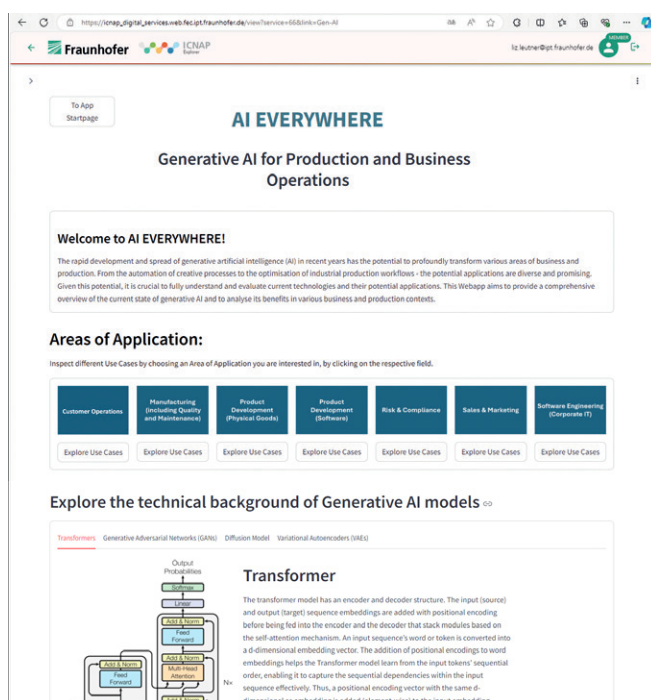 https://icnap_digital_services.web.fec.ipt.fraunhofer.de/view?service=66&link=Gen-AI
Fraunhofer
ICNAP
Explorer
liz.leutner@ipt.fraunhofer.de
MEMBER
To App
Startpage
AI EVERYWHERE
Generative AI for Production and Business
Operations
Welcome to AI EVERYWHERE!
The rapid development and spread of generative artificial intelligence (AI) in recent years has the potential to profoundly transform various areas of business and
production. From the automation of creative processes to the optimisation of industrial production workflows - the potential applications are diverse and promising.
Given this potential, it is crucial to fully understand and evaluate current technologies and their potential applications. This Webapp aims to provide a comprehensive
overview of the current state of generative AI and to analyse its benefits in various business and production contexts.
Areas of Application:
Inspect different Use Cases by choosing an Area of Application you are interested in, by clicking on the respective field.
Customer Operations
Manufacturing
(including Quality
and Maintenance)
Product
Development
(Physical Goods)
Product
Development
(Software)
Risk & Compliance
Sales & Marketing
Software Engineering
(Corporate IT)
Explore Use Cases
Explore Use Cases
Explore Use Cases
Explore Use Cases
Explore Use Cases
Explore Use Cases
Explore Use Cases
Explore the technical background of Generative AI models
Transformers
Generative Adversarial Networks (GANs)
Diffusion Model
Variational Autoencoders (VAEs)
Output
Probabilities
Softmax
Linear
Add & Norm
Feed
Forward
Add & Norm
Multi-Head
Attention
Add & Norm
Feed
Forward
Nx
Transformer
The transformer model has an encoder and decoder structure. The input (source)
and output (target) sequence embeddings are added with positional encoding
before being fed into the encoder and the decoder that stack modules based on
the self-attention mechanism. An input sequence's word or token is converted into
a d-dimensional embedding vector. The addition of positional encodings to word
embeddings helps the Transformer model learn from the input tokens' sequential
order, enabling it to capture the sequential dependencies within the input
sequence effectively. Thus, a positional encoding vector with the same d-